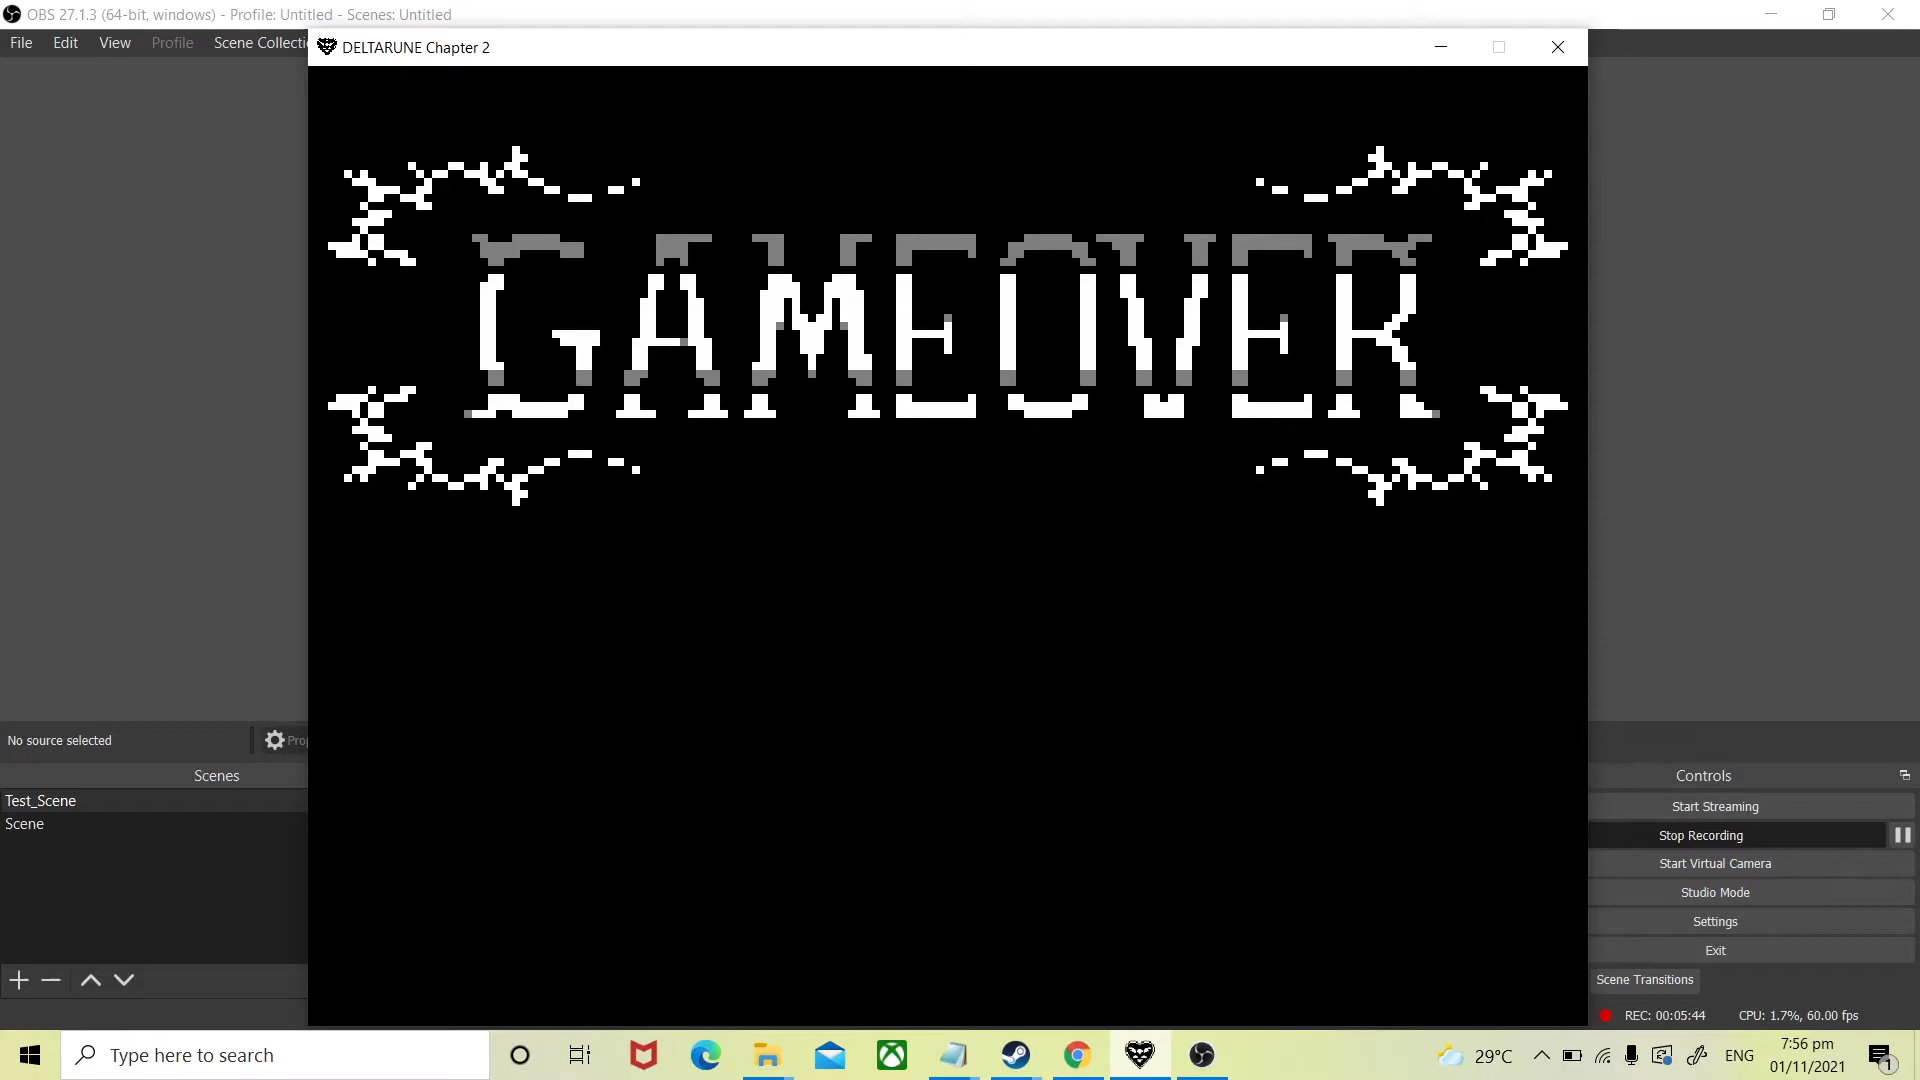 OBS 27.1.3 (64-bit, windows) - Profile: Untitled - Scenes: Untitled
File Edit View Profile Scene Collecti
DELTARUNE Chapter 2
GAMEOVER
No source selected
Prop
Scenes
Test_Scene
Scene
Controls
Start Streaming
Stop Recording
Start Virtual Camera
Studio Mode
Settings
Exit
Scene Transitions
REC: 00:05:44 CPU: 1.7%, 60.00 fps
Type here to search
29°C
ENG
7:56 pm
01/11/2021
1